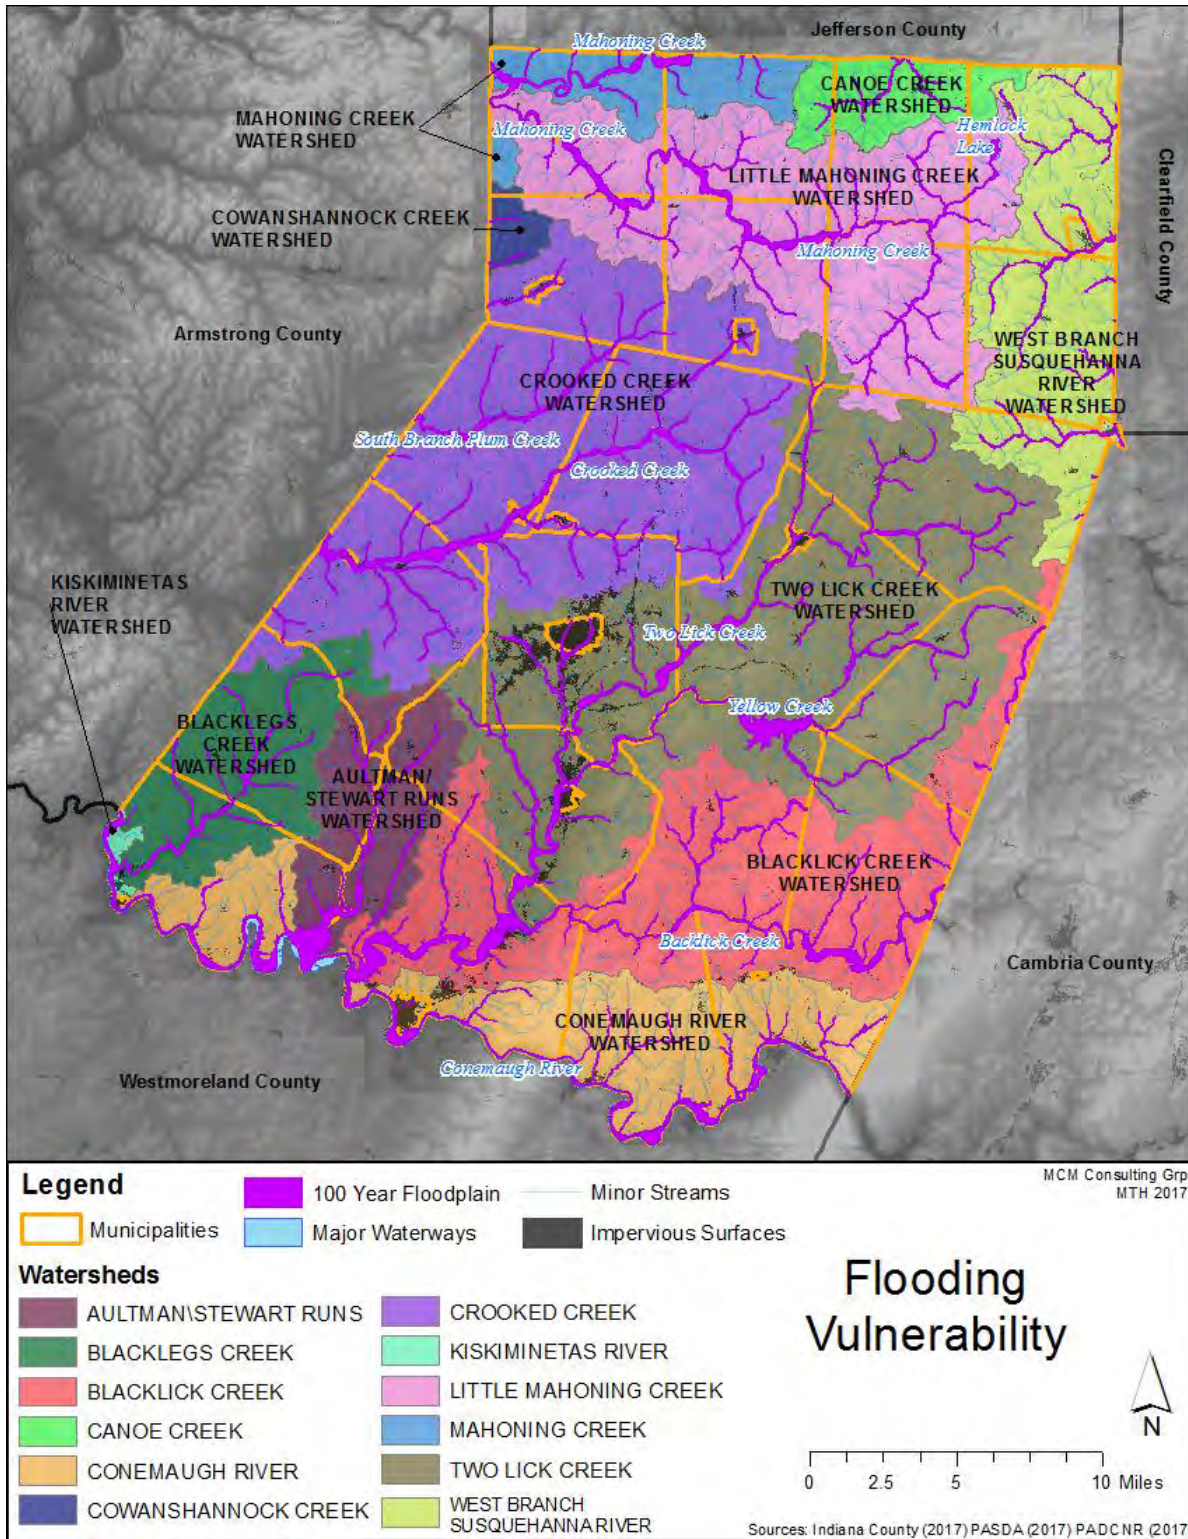 Jefferson County
Mahoning Creek
CANOE CREEK
WATERSHED
MAHONING CREEK
WATERSHED
Mahoning Creek
Hemlock
Lake
LITTLE MAHONING CREEK
WATERSHED
Clearfield County
COWANSHANNOCK CREEK
WATERSHED
Mahoning Creek
Armstrong County
WEST BRANCH
SUSQUEHANNA
RIVER
WATERSHED
CROOKED CREEK
WATERSHED
South Branch Plum Creek
Crooked Creek
KISKIMINETAS
RIVER
WATERSHED
TWO LICK CREEK
WATERSHED
Two Lick Creek
Yellow Creek
BLACKLEGS
CREEK
WATERSHED
AULTMAN/
STEWART RUNS
WATERSHED
BLACKLICK CREEK
WATERSHED
Backlick Creek
Cambria County
CONEMAUGH RIVER
WATERSHED
Conemaugh River
Westmoreland County
Legend
Municipalities
100 Year Floodplain
Major Waterways
Minor Streams
Impervious Surfaces
MCM Consulting Grp
MTH 2017
Watersheds
AULTMAN\STEWART RUNS
BLACKLEGS CREEK
BLACKLICK CREEK
CANOE CREEK
CONEMAUGH RIVER
COWANSHANNOCK CREEK
CROOKED CREEK
KISKIMINETAS RIVER
LITTLE MAHONING CREEK
MAHONING CREEK
TWO LICK CREEK
WEST BRANCH
SUSQUEHANNA RIVER
Flooding
Vulnerability
N
0 2.5 5 10 Miles
Sources: Indiana County (2017) PASDA (2017) PADCNR (2017